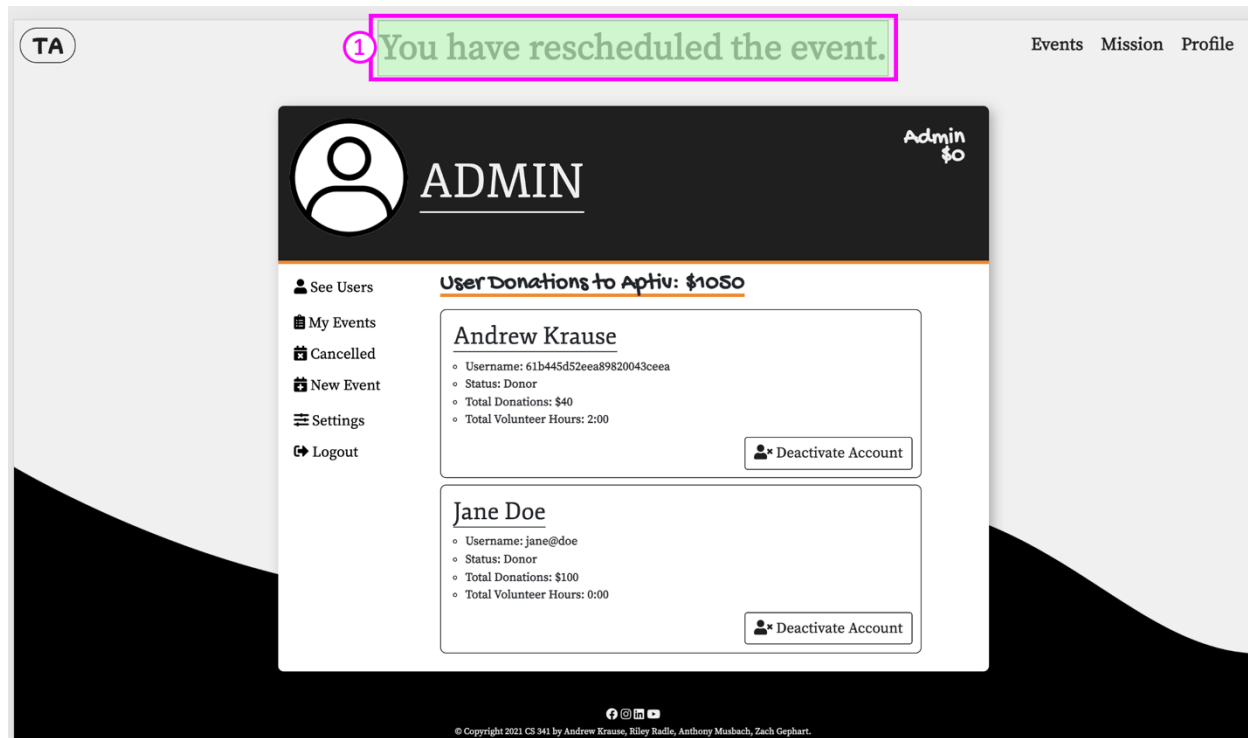 TA
1
You have rescheduled the event.
Events Mission Profile
ADMIN
Admin
$0
See Users
My Events
Cancelled
New Event
Settings
Logout
User Donations to Aptiv: $1050
Andrew Krause
Username: 61b445d52eea89820043ceea
Status: Donor
Total Donations: $40
Total Volunteer Hours: 2:00
Deactivate Account
Jane Doe
Username: jane@doe
Status: Donor
Total Donations: $100
Total Volunteer Hours: 0:00
Deactivate Account
© Copyright 2021 CS 341 by Andrew Krause, Riley Radle, Anthony Musbach, Zach Gephart.